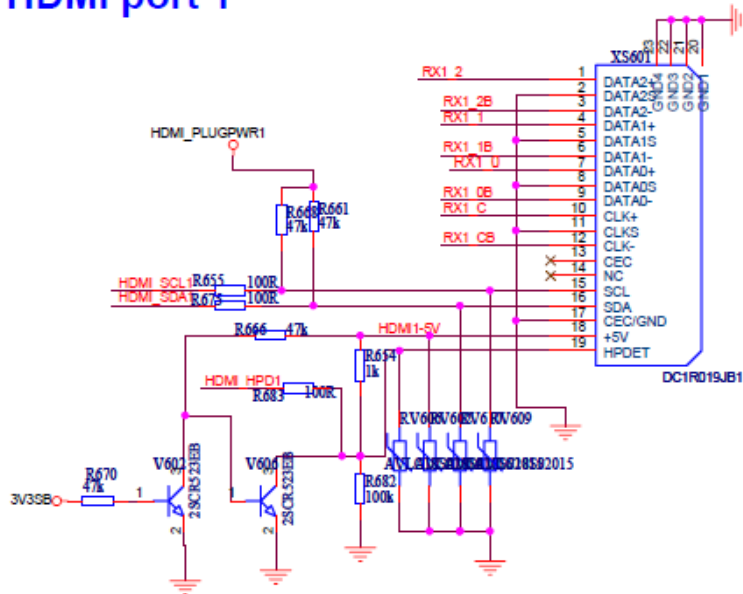 HDMI port 1
XS601
23
22
21
20
GND4
GND3
GND2
GND1
RX1_2
1
DATA2+
2
DATA2S
RX1_2B
3
DATA2-
RX1_1
4
DATA1+
5
DATA1S
RX1_1B
6
DATA1-
RX1_0
7
DATA0+
8
DATA0S
RX1_0B
9
DATA0-
RX1_C
10
CLK+
11
CLKS
RX1_CB
12
CLK-
13
CEC
14
NC
15
SCL
16
SDA
17
CEC/GND
18
+5V
19
HPDET
DC1R019JB1
HDMI_PLUGPWR1
R668
47k
R661
47k
HDMI_SCL1
R655
100R
HDMI_SDA1
R675
100R
R666
47k
HDMI1-5V
R654
1k
HDMI_HPD1
R683
100R
RV609
3V3SB
R670
47k
1
V602
3
2SCR523EB
2
1
V606
3
2SCR523EB
2
R682
100k